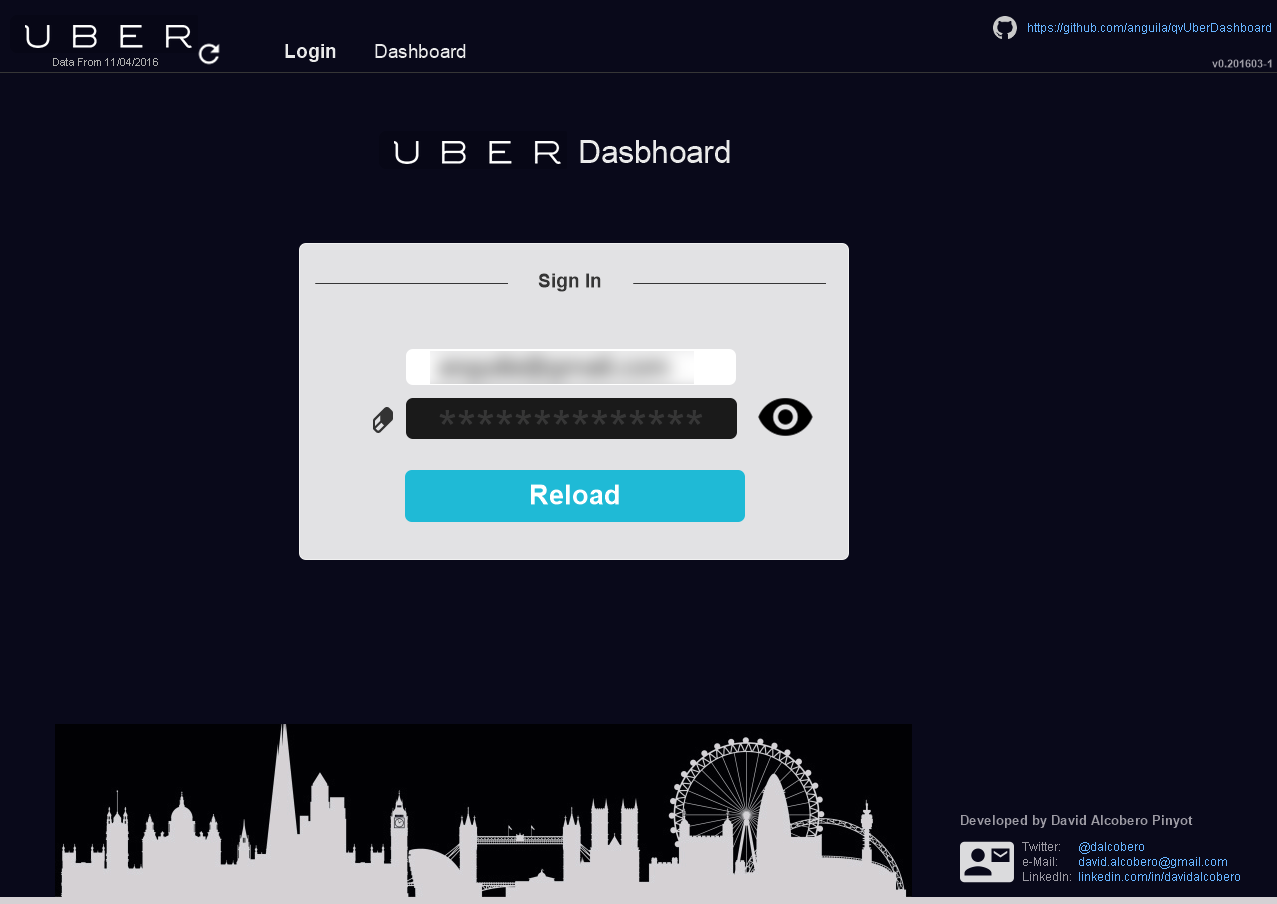 UBER
Data From 11/04/2016
Login
Dashboard
https://github.com/anguila/qvUberDashboard
v0.201603-1
UBER Dasbhoard
Sign In
**************
Reload
Developed by David Alcobero Pinyot
Twitter: @dalcobero
e-Mail: david.alcobero@gmail.com
LinkedIn: linkedin.com/in/davidalcobero